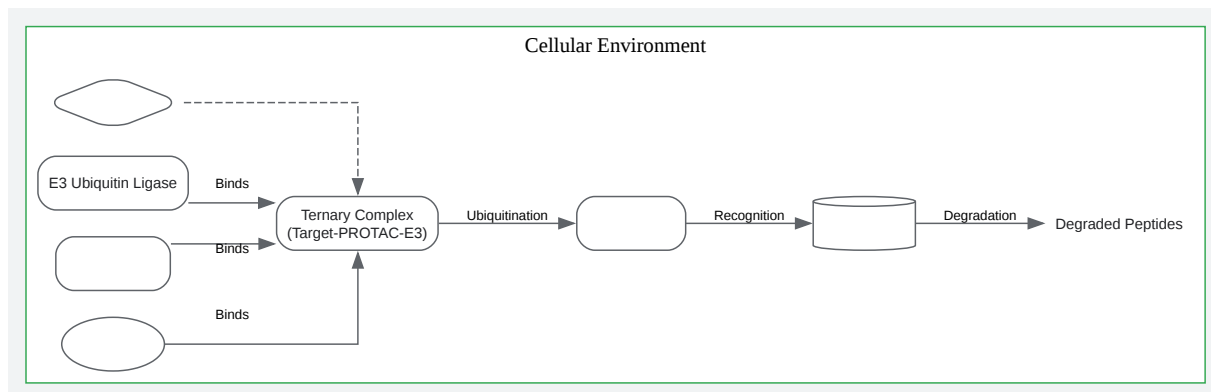 Cellular Environment
E3 Ubiquitin Ligase
Binds
Ternary Complex
(Target-PROTAC-E3)
Ubiquitination
Recognition
Degradation
Degraded Peptides
Binds
Binds